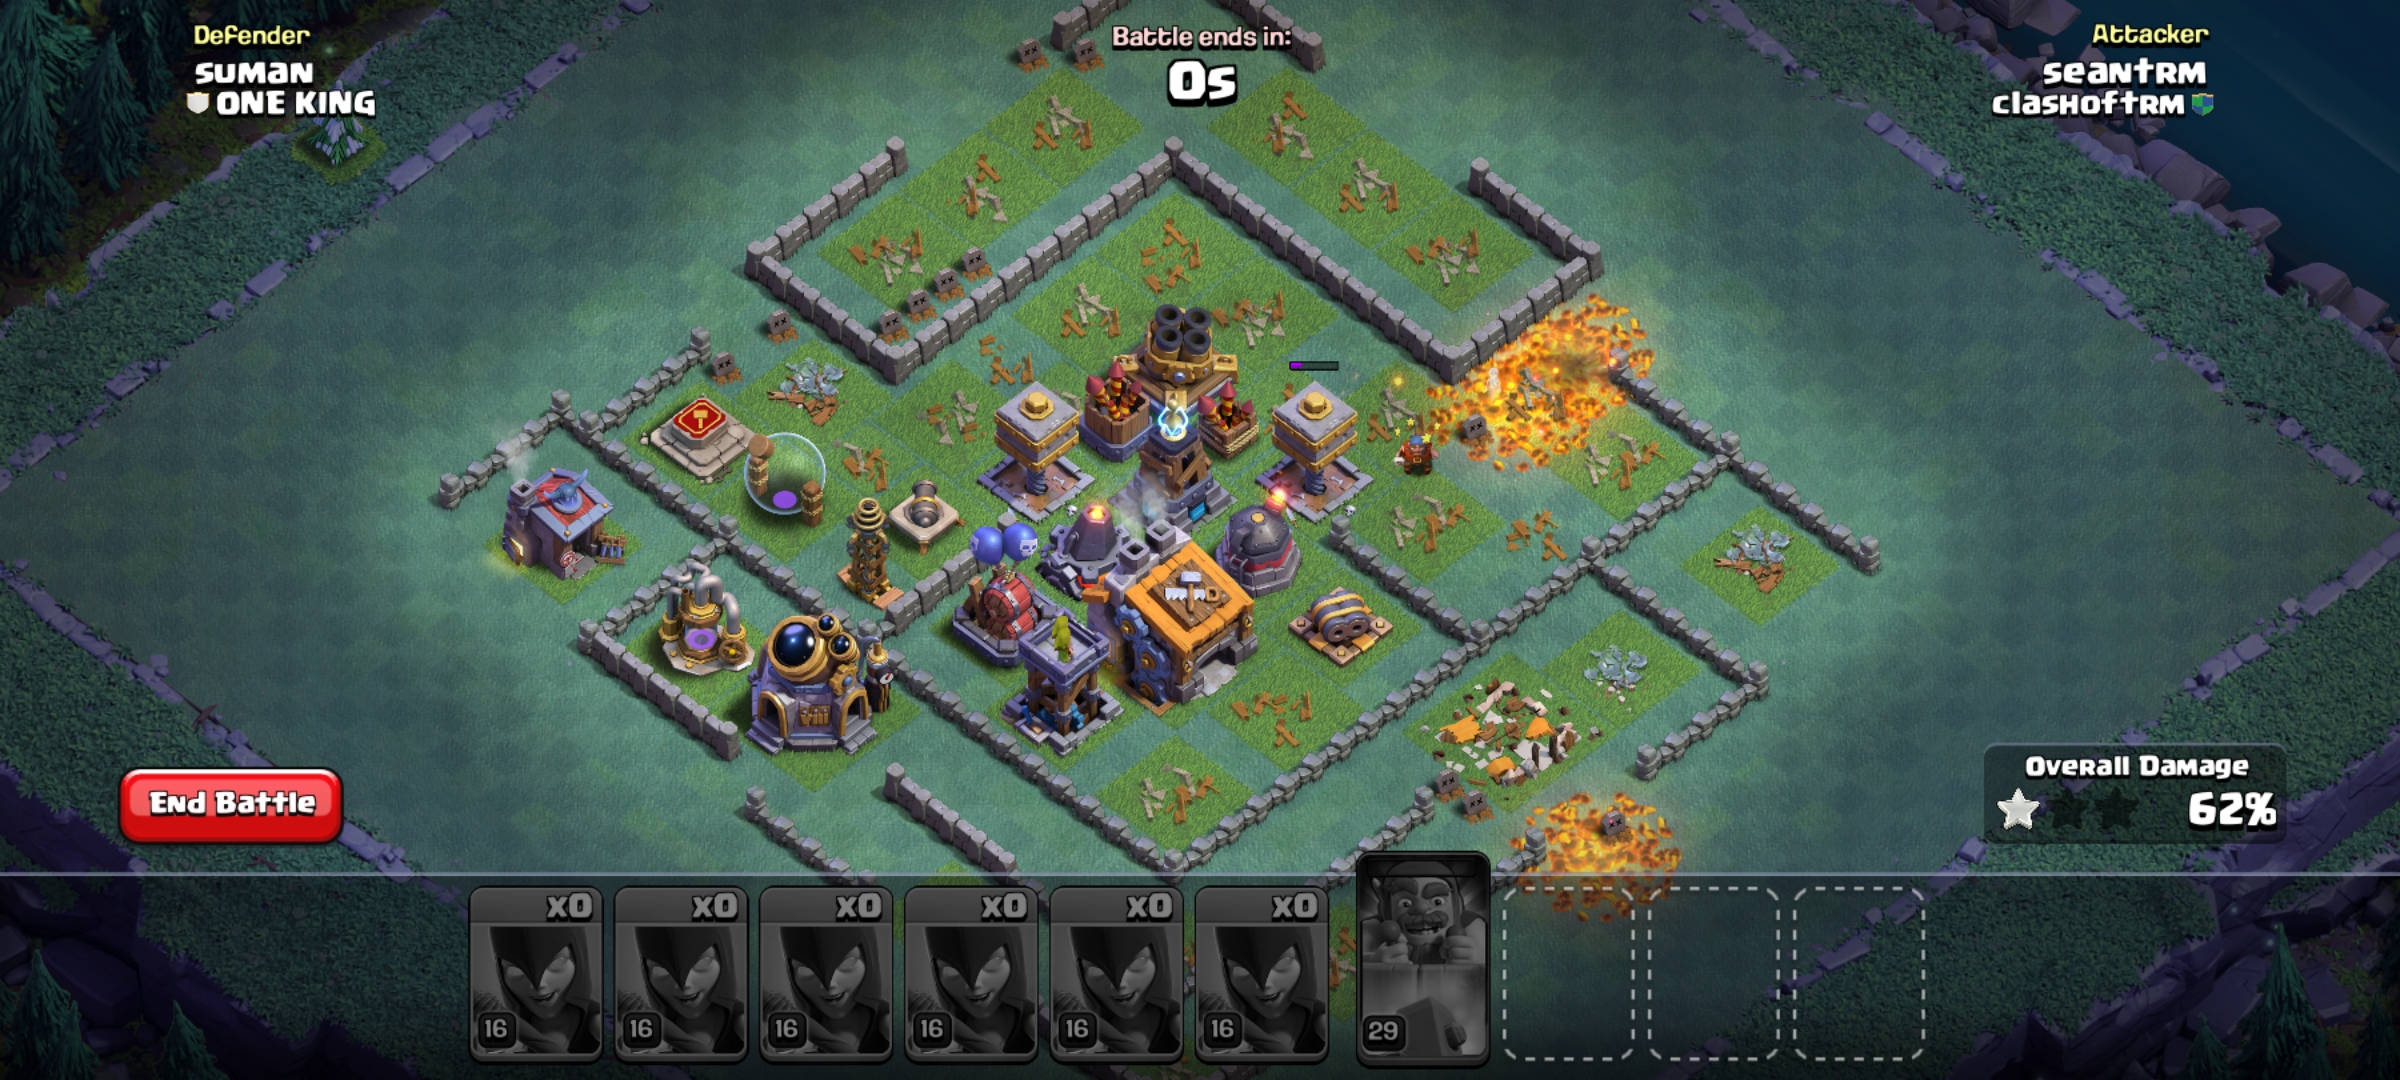 Defender
suman
ONE KING
Battle ends in:
0s
Attacker
seantRM
clashoftRM
VIII
End Battle
Overall Damage
62%
x0
x0
x0
x0
x0
x0
16
16
16
16
16
16
29